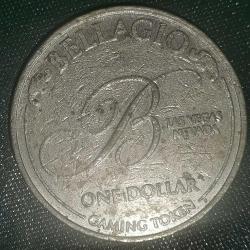 BELLAGIO
B
LAS VEGAS
NEVADA
ONE DOLLAR
GAMING TOKEN